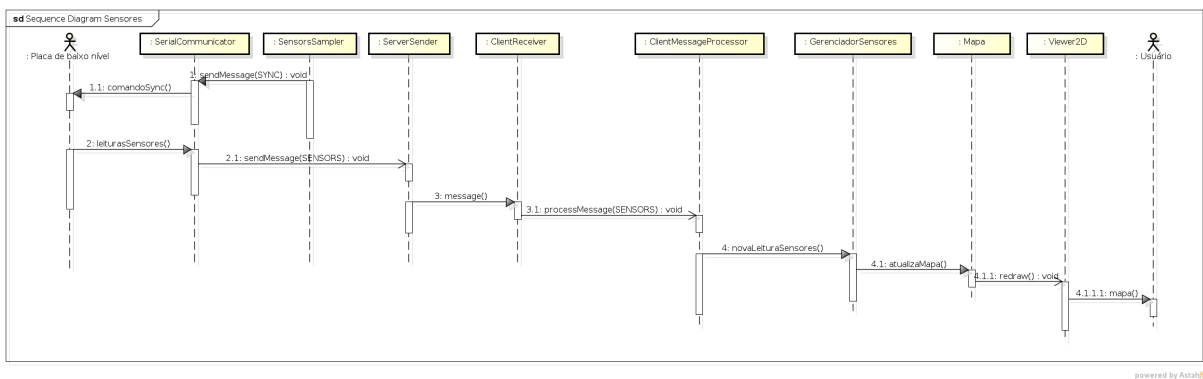 sd Sequence Diagram Sensores
: Placa de baixo nível
: SerialCommunicator
: SensorsSampler
: ServerSender
: ClientReceiver
: ClientMessageProcessor
: GerenciadorSensores
: Mapa
: Viewer2D
: Usuário
1: sendMessage(SYNC) : void
1.1: comandoSync()
2: leiturasSensores()
2.1: sendMessage(SENSORS) : void
3: message()
3.1: processMessage(SENSORS) : void
4: novaLeituraSensores()
4.1: atualizaMapa()
4.1.1: redraw() : void
4.1.1.1: mapa()
powered by Astah